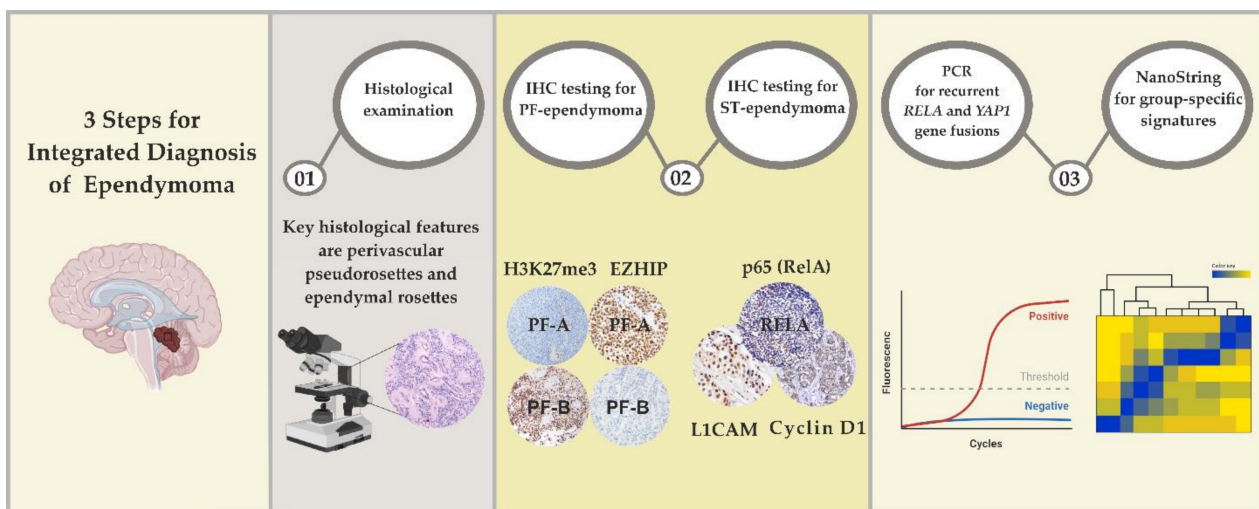 3 Steps for
Integrated Diagnosis
of Ependymoma
Histological
examination
01
Key histological features
are perivascular
pseudorosettes and
ependymal rosettes
IHC testing for
PF-ependymoma
IHC testing for
ST-ependymoma
02
H3K27me3 EZHIP
PF-A
PF-A
PF-B
PF-B
p65 (RelA)
RELA
L1CAM Cyclin D1
PCR
for recurrent
RELA and YAP1
gene fusions
NanoString
for group-specific
signatures
03
Fluorescenc
Positive
Threshold
Negative
Cycles
Color key